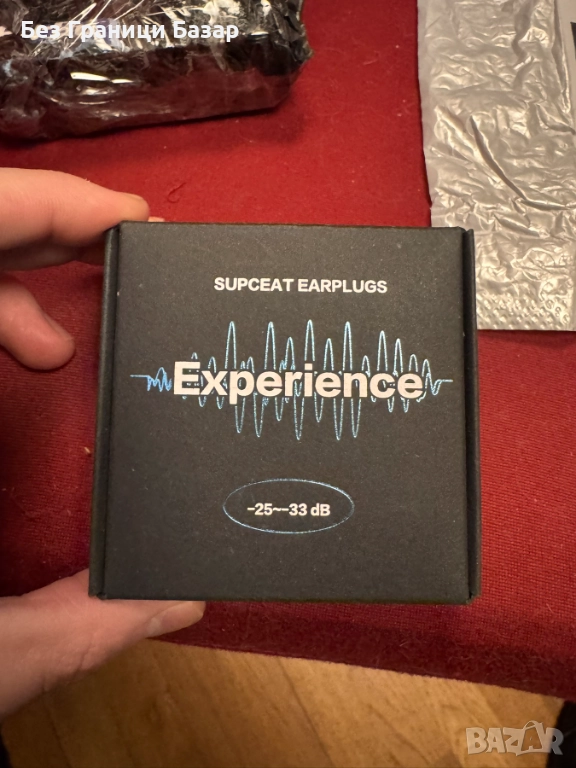 Без Граници Базар
SUPCEAT EARPLUGS
Experience
-25~-33 dB
BAZAR